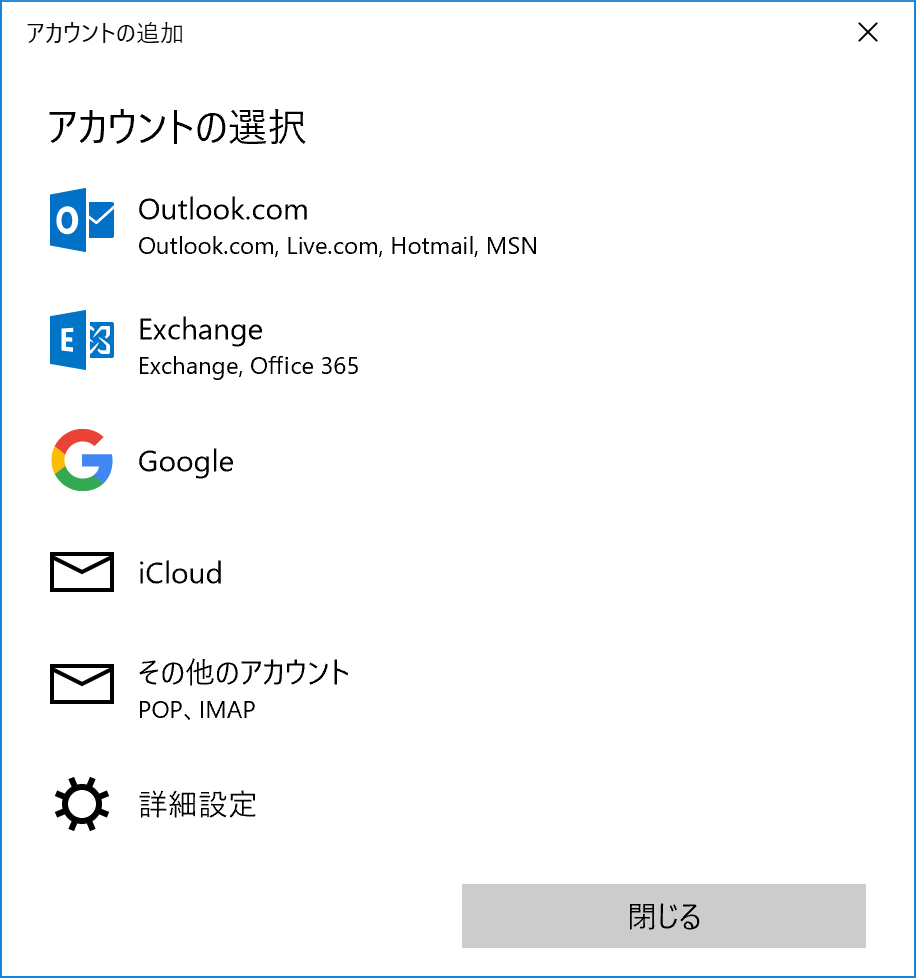 アカウントの追加
アカウントの選択
Outlook.com
Outlook.com, Live.com, Hotmail, MSN
Exchange
Exchange, Office 365
Google
iCloud
その他のアカウント
POP、IMAP
詳細設定
閉じる